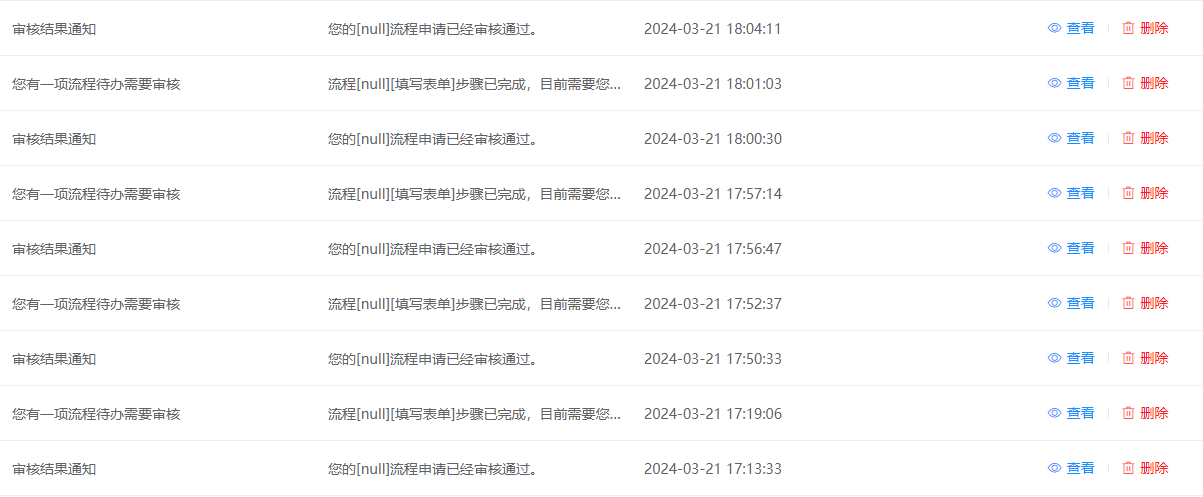 审核结果通知 您的[null]流程申请已经审核通过。 2024-03-21 18:04:11 查看 删除
您有一项流程待办需要审核 流程[null][填写表单]步骤已完成，目前需要您... 2024-03-21 18:01:03 查看 删除
审核结果通知 您的[null]流程申请已经审核通过。 2024-03-21 18:00:30 查看 删除
您有一项流程待办需要审核 流程[null][填写表单]步骤已完成，目前需要您... 2024-03-21 17:57:14 查看 删除
审核结果通知 您的[null]流程申请已经审核通过。 2024-03-21 17:56:47 查看 删除
您有一项流程待办需要审核 流程[null][填写表单]步骤已完成，目前需要您... 2024-03-21 17:52:37 查看 删除
审核结果通知 您的[null]流程申请已经审核通过。 2024-03-21 17:50:33 查看 删除
您有一项流程待办需要审核 流程[null][填写表单]步骤已完成，目前需要您... 2024-03-21 17:19:06 查看 删除
审核结果通知 您的[null]流程申请已经审核通过。 2024-03-21 17:13:33 查看 删除